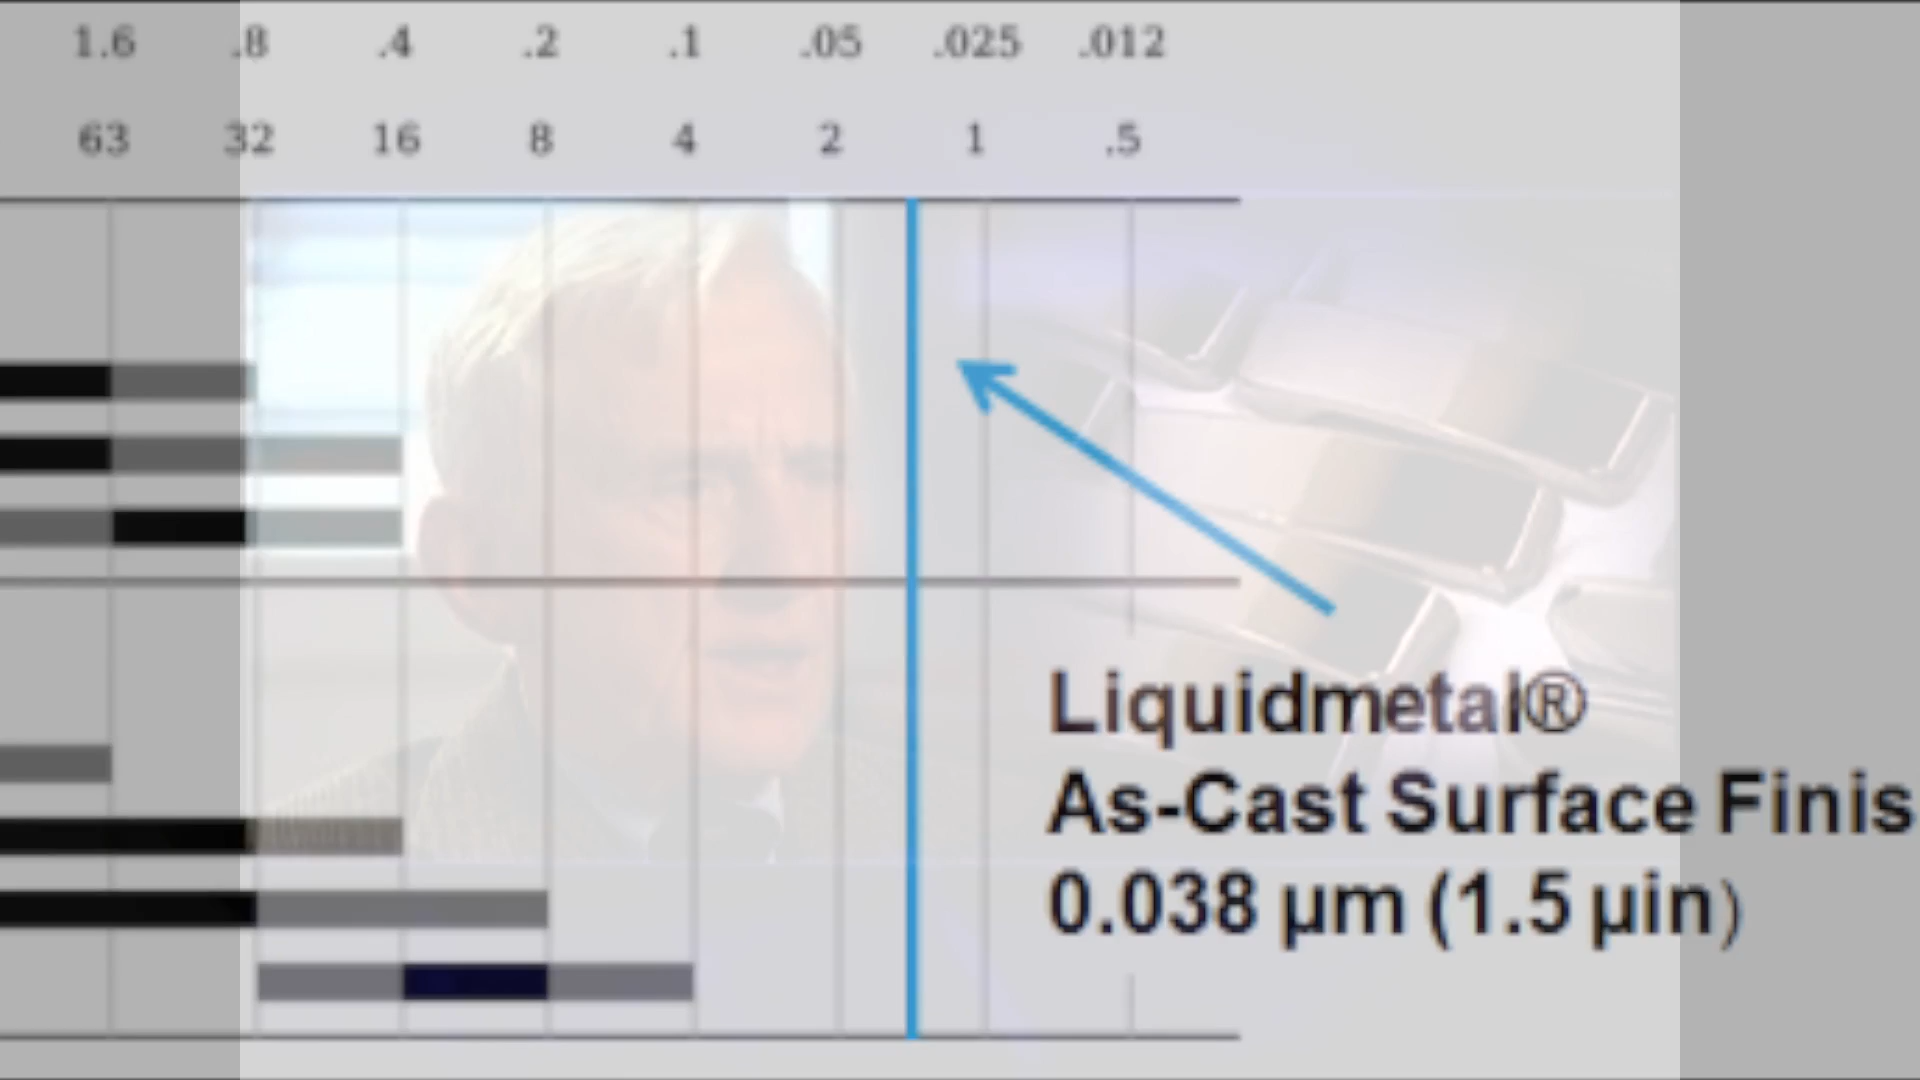 1.6 .8 .4 .2 .1 .05 .025 .012
63 32 16 8 4 2 1 .5
Liquidmetal®
As-Cast Surface Finis
0.038 µm (1.5 µin)